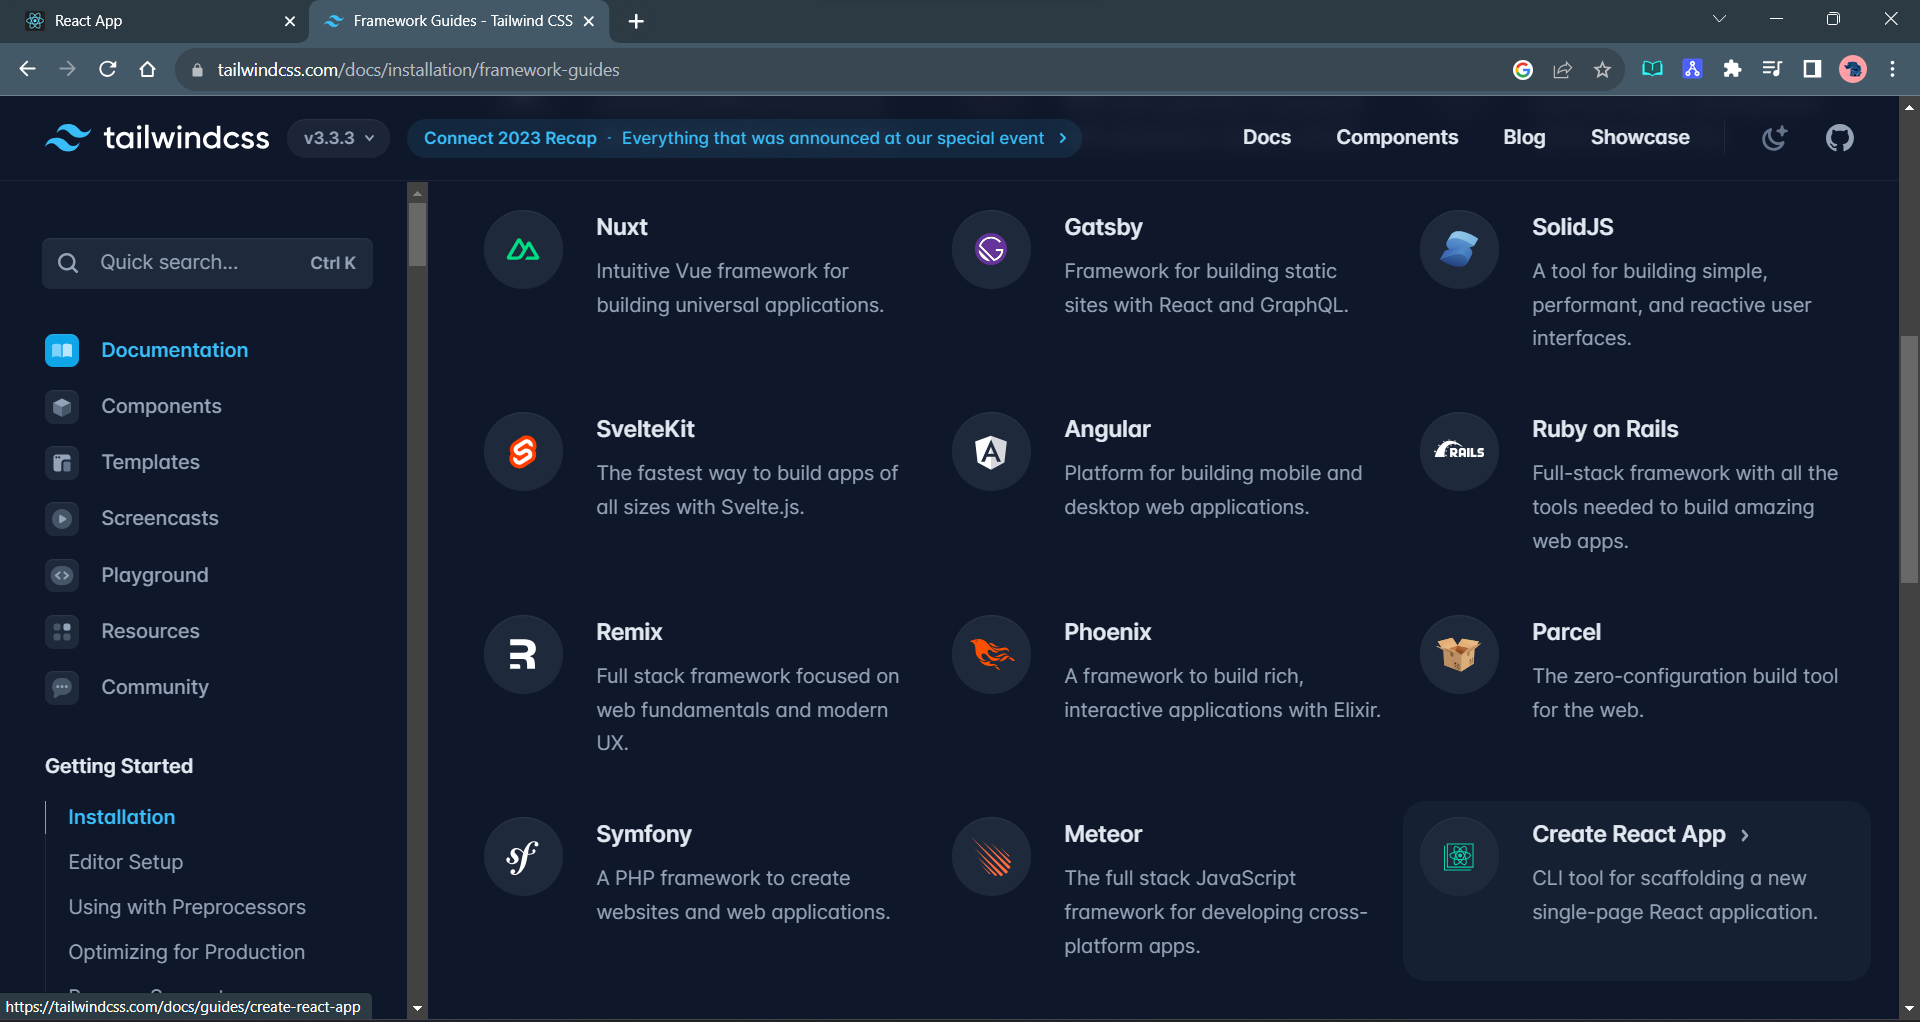 React App
Framework Guides - Tailwind CSS
tailwindcss.com/docs/installation/framework-guides
tailwindcss
v3.3.3
Connect 2023 Recap · Everything that was announced at our special event
Docs
Components
Blog
Showcase
Quick search...
Ctrl K
Documentation
Components
Templates
Screencasts
Playground
Resources
Community
Getting Started
Installation
Editor Setup
Using with Preprocessors
Optimizing for Production
https://tailwindcss.com/docs/guides/create-react-app
Nuxt
Intuitive Vue framework for
building universal applications.
Gatsby
Framework for building static
sites with React and GraphQL.
SolidJS
A tool for building simple,
performant, and reactive user
interfaces.
SvelteKit
The fastest way to build apps of
all sizes with Svelte.js.
Angular
Platform for building mobile and
desktop web applications.
RAILS
Ruby on Rails
Full-stack framework with all the
tools needed to build amazing
web apps.
Remix
Full stack framework focused on
web fundamentals and modern
UX.
Phoenix
A framework to build rich,
interactive applications with Elixir.
Parcel
The zero-configuration build tool
for the web.
Symfony
A PHP framework to create
websites and web applications.
Meteor
The full stack JavaScript
framework for developing cross-
platform apps.
Create React App
CLI tool for scaffolding a new
single-page React application.